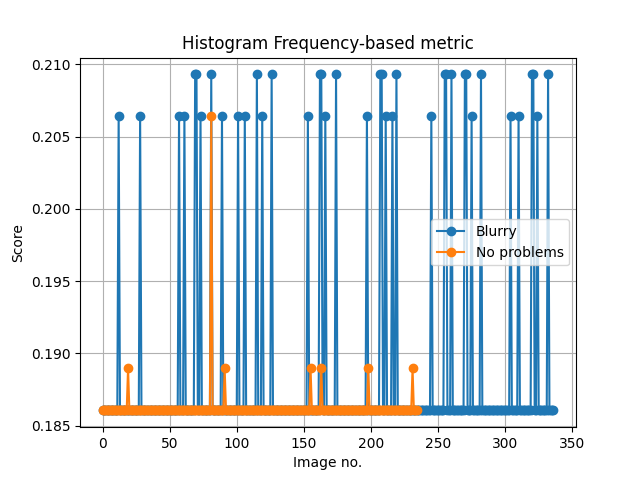 Histogram Frequency-based metric
0.210
0.205
0.200
0.195
0.190
0.185
Score
Blurry
No problems
0 50 100 150 200 250 300 350
Image no.